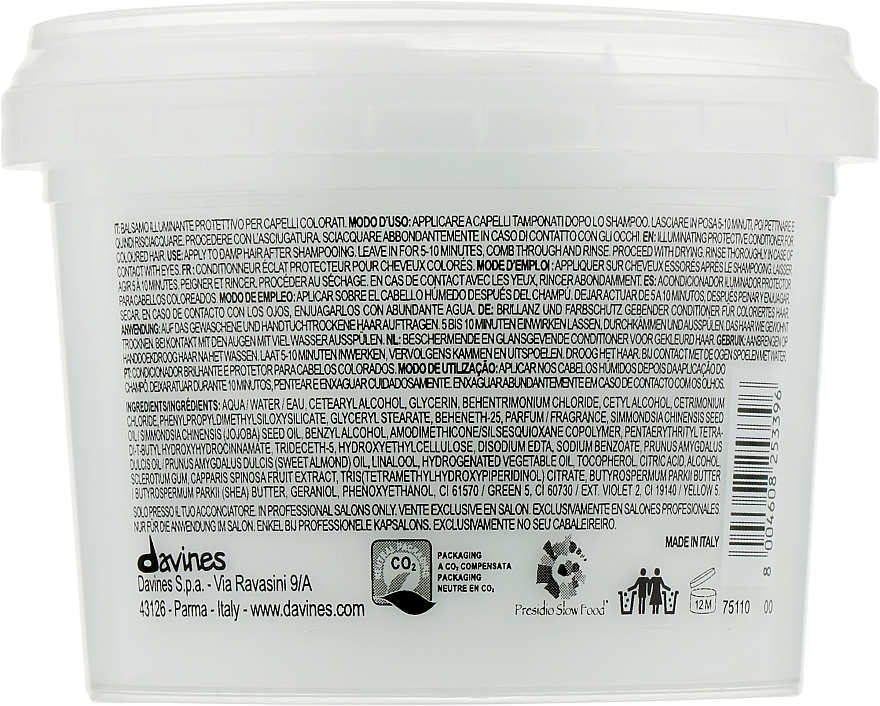 IT: BALSAMO ILLUMINANTE PROTETTIVO PER CAPELLI COLORATI. MODO D'USO: APPLICARE A CAPELLI TAMPONATI DOPO LO SHAMPOO. LASCIARE IN POSA 5-10 MINUTI, POI PETTINARE E
QUINDI RISCIACQUARE. PROCEDERE CON L'ASCIUGATURA. SCIACQUARE ABBONDANTEMENTE IN CASO DI CONTATTO CON GLI OCCHI. EN: ILLUMINATING PROTECTIVE CONDITIONER FOR
COLOURED HAIR. USE: APPLY TO DAMP HAIR AFTER SHAMPOOING. LEAVE IN FOR 5-10 MINUTES. COMB THROUGH AND RINSE. PROCEED WITH DRYING. RINSE THOROUGHLY IN CASE OF
CONTACT WITH EYES. FR: CONDITIONNEUR ÉCLAT PROTECTEUR POUR CHEVEUX COLORÉS. MODE D'EMPLOI: APPLIQUER SUR CHEVEUX ESSORÉS APRÈS LE SHAMPOOING. LAISSER
AGIR 5 A 10 MINUTES. PEIGNER ET RINCER. PROCÉDER AU SÉCHAGE. EN CAS DE CONTACT AVEC LES YEUX, RINCER ABONDAMMENT. ES: ACONDICIONADOR ILUMINADOR PROTECTOR
PARA CABELLOS COLOREADOS. MODO DE EMPLEO: APLICAR SOBRE EL CABELLO HÚMEDO DESPUÉS DEL CHAMPÚ. DEJAR ACTUAR DE 5 A 10 MINUTOS, DESPUÉS PEINAR Y ENJUAGAR.
SECAR. EN CASO DE CONTACTO CON LOS OJOS, ENJUAGARLOS CON ABUNDANTE AGUA. DE: BRILLANZ UND FARBSCHUTZ GEBENDER CONDITIONER FÜR COLORIERTES HAAR.
ANWENDUNG: AUF DAS GEWASCHENE UND HANDTUCHTROCKENE HAAR AUFTRAGEN. 5 BIS 10 MINUTEN EINWIRKEN LASSEN, DURCHKÄMMEN UND AUSSPÜLEN. DAS HAAR WIE GEWOHNT
TROCKNEN. BEI KONTAKT MIT DEN AUGEN MIT VIEL WASSER AUSSPÜLEN. NL: BESCHERMENDE EN GLANSGEVENDE CONDITIONER VOOR GEKLEURD HAAR. GEBRUIK: AANBRENGEN OP
HANDDOEKDROOG HAAR NA HET WASSEN. LAAT 5-10 MINUTEN INWERKEN, VERVOLGENS KAMMEN EN UITSPOELEN. DROOG HET HAAR. BIJ CONTACT MET DE OGEN SPOELEN MET WATER.
PT: CONDICIONADOR BRILHANTE E PROTETOR PARA CABELOS COLORADOS. MODO DE UTILIZAÇÃO: APLICAR NOS CABELOS HÚMIDOS DEPOIS DA APLICAÇÃO DO
CHAMPÔ. DEIXAR ATUAR DURANTE 10 MINUTOS, PENTEAR E ENXAGUAR CUIDADOSAMENTE. ENXAGUAR ABUNDANTEMENTE EM CASO DE CONTACTO COM OS OLHOS.
INGREDIENTS/INGRÉDIENTS: AQUA / WATER / EAU, CETEARYL ALCOHOL, GLYCERIN, BEHENTRIMONIUM CHLORIDE, CETYL ALCOHOL, CETRIMONIUM
CHLORIDE, PHENYLPROPYLDIMETHYLSILOXYSILICATE, GLYCERYL STEARATE, BEHENETH-25, PARFUM / FRAGRANCE, SIMMONDSIA CHINENSIS SEED
OIL / SIMMONDSIA CHINENSIS (JOJOBA) SEED OIL, BENZYL ALCOHOL, AMODIMETHICONE/SILSESQUIOXANE COPOLYMER, PENTAERYTHRITYL TETRA-
DI-T-BUTYL HYDROXYHYDROCINNAMATE, TRIDECETH-5, HYDROXYETHYLCELLULOSE, DISODIUM EDTA, SODIUM BENZOATE, PRUNUS AMYGDALUS
DULCIS OIL / PRUNUS AMYGDALUS DULCIS (SWEET ALMOND) OIL, LINALOOL, HYDROGENATED VEGETABLE OIL, TOCOPHEROL, CITRIC ACID, ALCOHOL
SCLEROTIUM GUM, CAPPARIS SPINOSA FRUIT EXTRACT, TRIS(TETRAMETHYLHYDROXYPIPERIDINOL) CITRATE, BUTYROSPERMUM PARKII BUTTER
/ BUTYROSPERMUM PARKII (SHEA) BUTTER, GERANIOL, PHENOXYETHANOL, CI 61570 / GREEN 5, CI 60730 / EXT. VIOLET 2, CI 19140 / YELLOW 5.
SOLO PRESSO IL TUO ACCONCIATORE. IN PROFESSIONAL SALONS ONLY. VENTE EXCLUSIVE EN SALON. EXCLUSIVAMENTE EN SALONES PROFESIONALES.
NUR FÜR DIE ANWENDUNG IM SALON. ENKEL BIJ PROFESSIONELE KAPSALONS. EXCLUSIVAMENTE NO SEU CABALEIREIRO.
davines
Davines S.p.a. - Via Ravasini 9/A
43126 - Parma - Italy - www.davines.com
CO2
PACKAGING
A CO2 COMPENSATA
PACKAGING
NEUTRE EN CO2
Presidio Slow Food®
MADE IN ITALY
12 M
75110 00
8 004608 253396